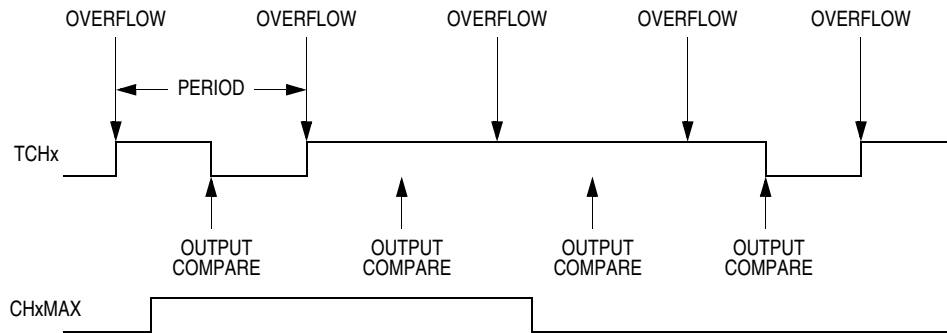 OVERFLOW OVERFLOW OVERFLOW OVERFLOW OVERFLOW
PERIOD
TCHx
OUTPUT COMPARE
OUTPUT COMPARE
OUTPUT COMPARE
OUTPUT COMPARE
CHxMAX